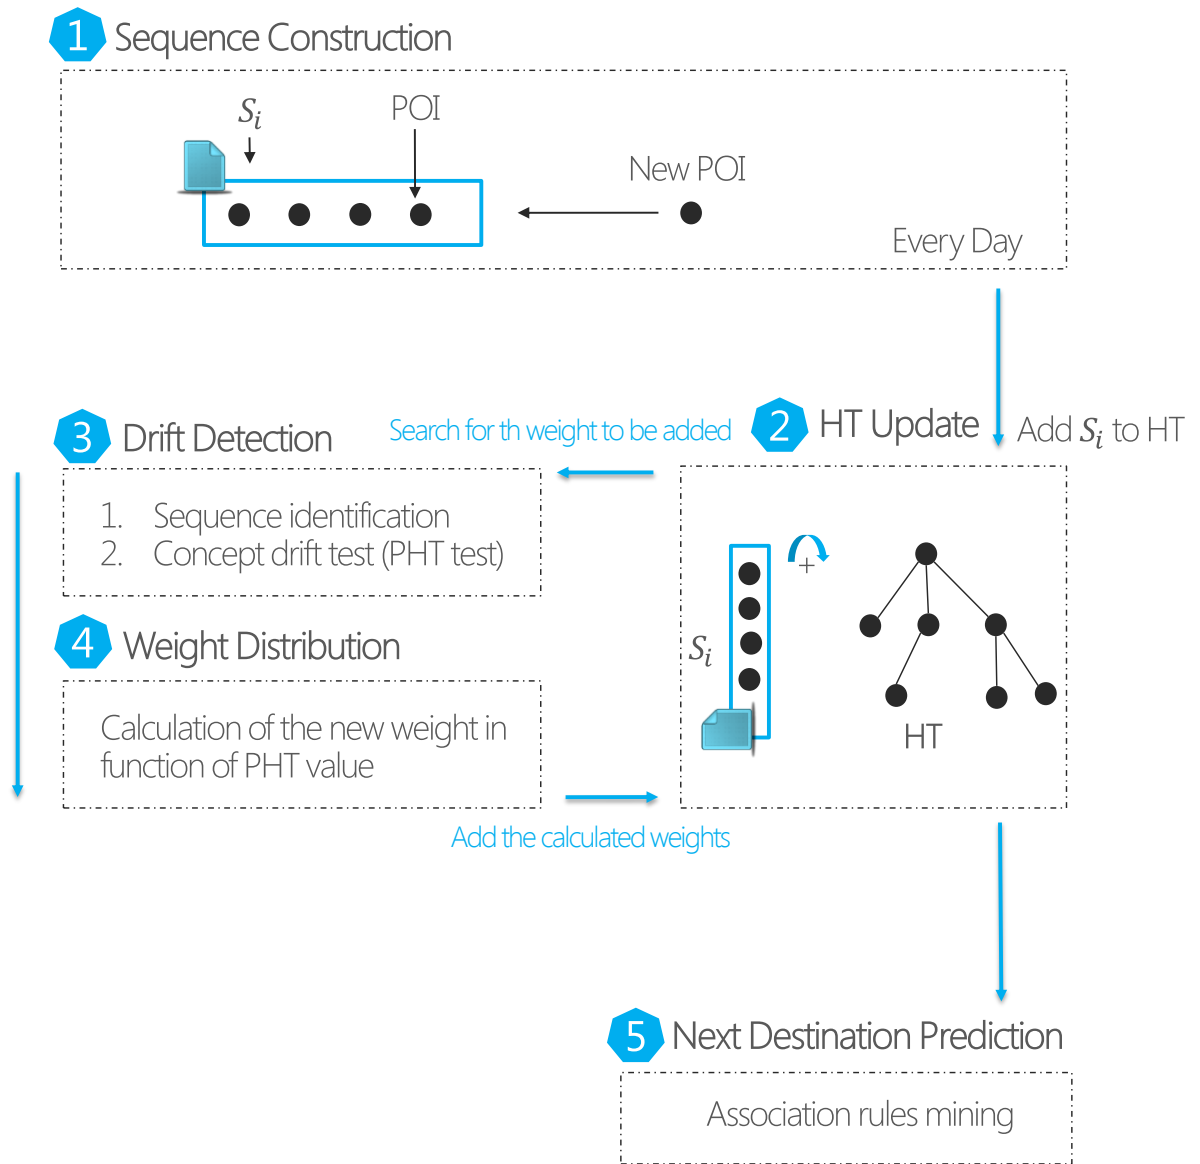 1 Sequence Construction
Sᵢ
POI
New POI
Every Day
3 Drift Detection
Search for th weight to be added
2 HT Update
Add Sᵢ to HT
1. Sequence identification
2. Concept drift test (PHT test)
4 Weight Distribution
Calculation of the new weight in
function of PHT value
Sᵢ
+
HT
Add the calculated weights
5 Next Destination Prediction
Association rules mining